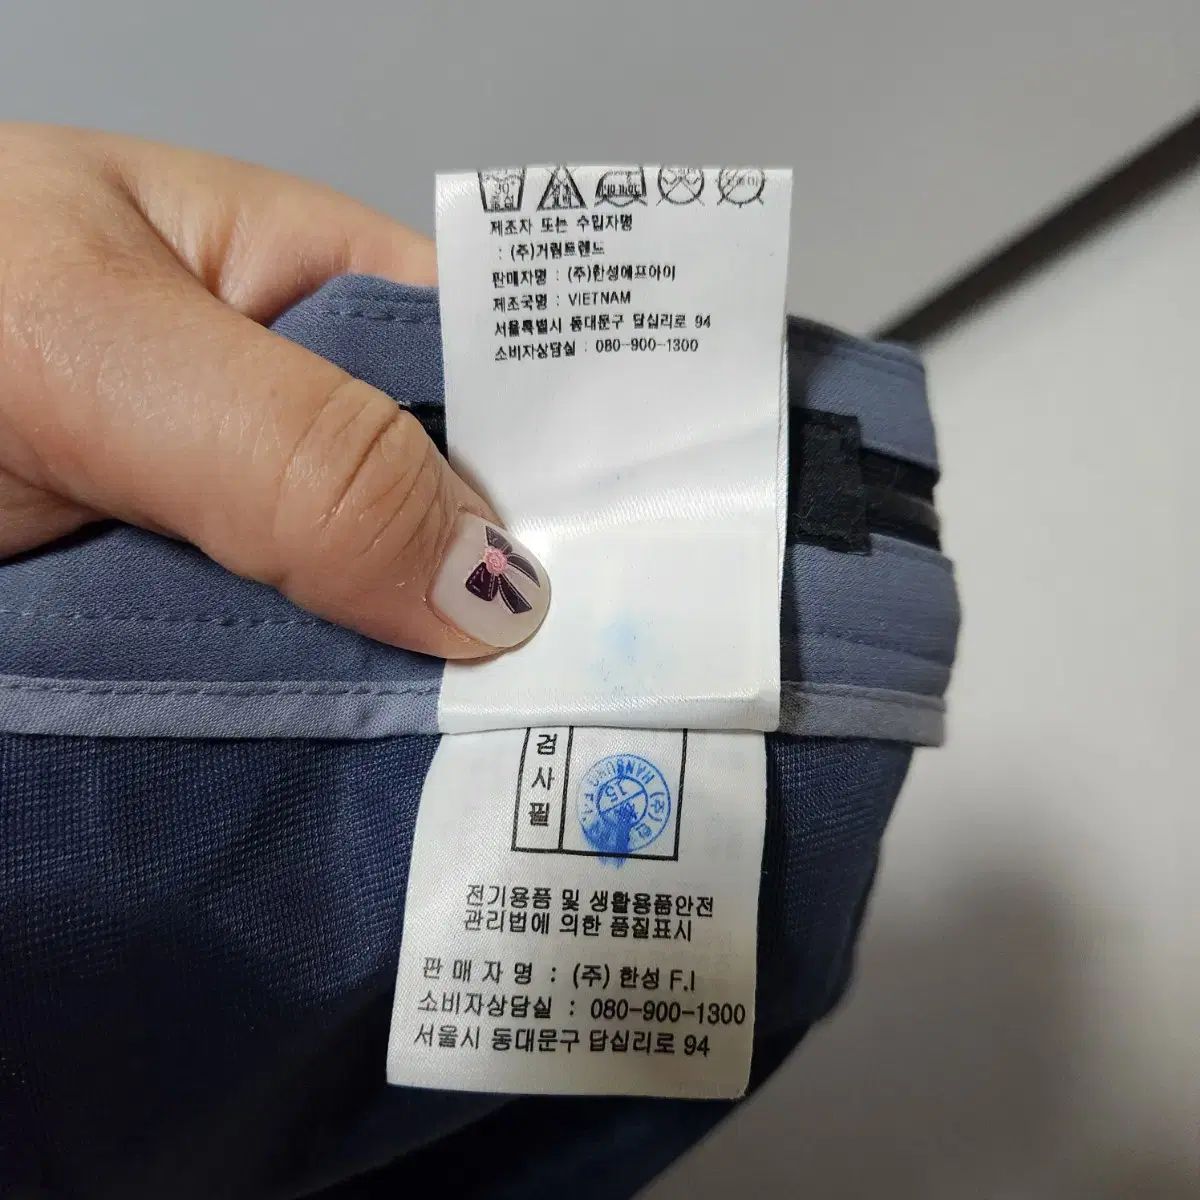 30°
중성
제조자 또는 수입자명
: (주)거림트렌드
판매자명 : (주)한성에프아이
제조국명 : VIETNAM
서울특별시 동대문구 답십리로 94
소비자상담실 : 080-900-1300
검
사
필
15
전기용품 및 생활용품안전
관리법에 의한 품질표시
판 매 자 명 : (주) 한성 F.I
소비자상담실 : 080-900-1300
서울시 동대문구 답십리로 94